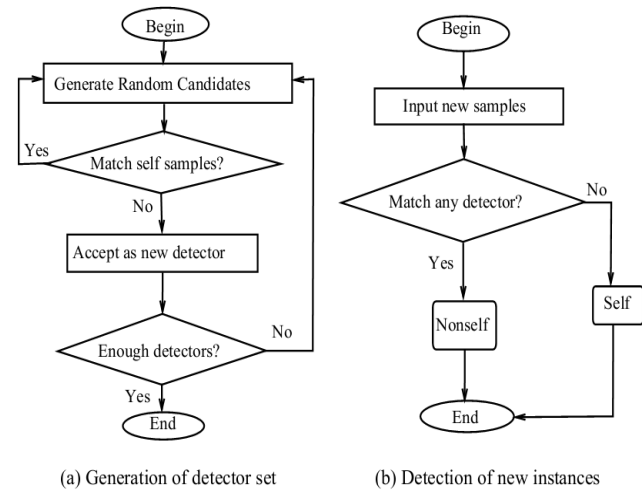 Begin
Generate Random Candidates
Yes
Match self samples?
No
Accept as new detector
No
Enough detectors?
Yes
End
(a) Generation of detector set
Begin
Input new samples
No
Match any detector?
Yes
Self
Nonself
End
(b) Detection of new instances